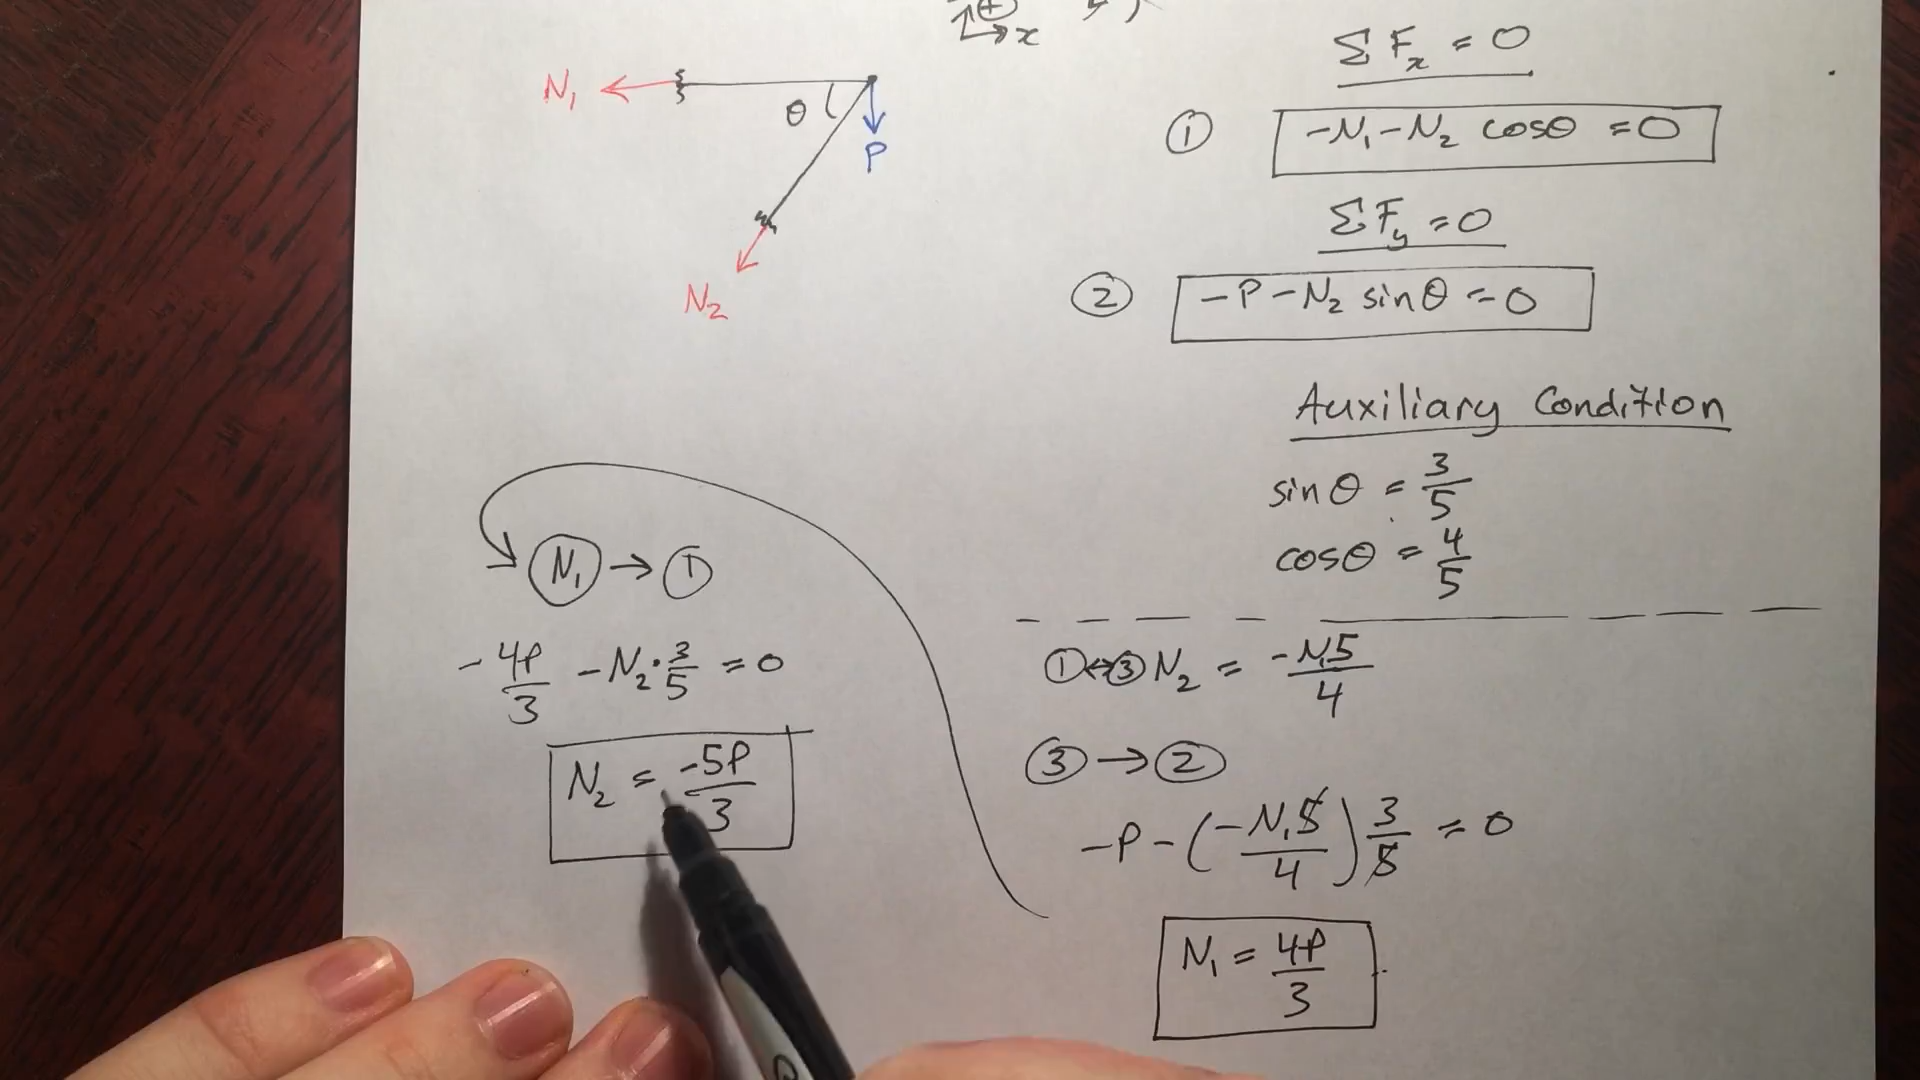 x
N₁
θ
P
N₂
ΣFₓ = 0
① -N₁ - N₂ cosθ = 0
ΣF_y = 0
② -P - N₂ sinθ = 0
Auxiliary Condition
sinθ = 3/5
cosθ = 4/5
①↔③ N₂ = -N₁5/4
③ → ②
-P - (-N₁5/4) 3/5 = 0
N₁ = 4P/3
N₁ → ①
-4P/3 - N₂ · 3/5 = 0
N₂ = -5P/3